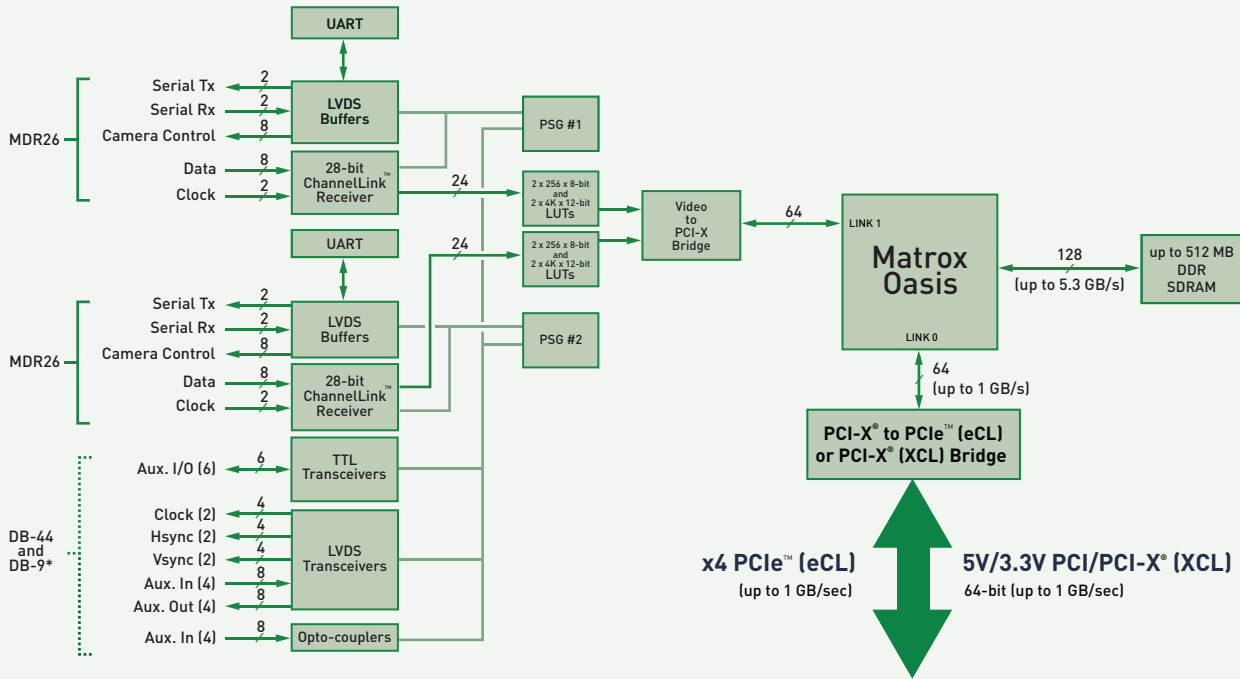 UART
MDR26
Serial Tx
2
Serial Rx
2
Camera Control
8
LVDS
Buffers
Data
8
Clock
2
28-bit
ChannelLink™
Receiver
24
PSG #1
2 x 256 x 8-bit
and
2 x 4K x 12-bit
LUTs
UART
24
2 x 256 x 8-bit
and
2 x 4K x 12-bit
LUTs
Video
to
PCI-X
Bridge
64
LINK 1
Matrox
Oasis
LINK 0
128
(up to 5.3 GB/s)
up to 512 MB
DDR
SDRAM
MDR26
Serial Tx
2
Serial Rx
2
Camera Control
8
LVDS
Buffers
Data
8
Clock
2
28-bit
ChannelLink™
Receiver
PSG #2
64
(up to 1 GB/s)
PCI-X® to PCIe™ (eCL)
or PCI-X® (XCL) Bridge
DB-44
and
DB-9*
Aux. I/O (6)
6
TTL
Transceivers
Clock (2)
4
Hsync (2)
4
Vsync (2)
4
Aux. In (4)
8
Aux. Out (4)
8
LVDS
Transceivers
Aux. In (4)
8
Opto-couplers
x4 PCIe™ (eCL)
(up to 1 GB/sec)
5V/3.3V PCI/PCI-X® (XCL)
64-bit (up to 1 GB/sec)